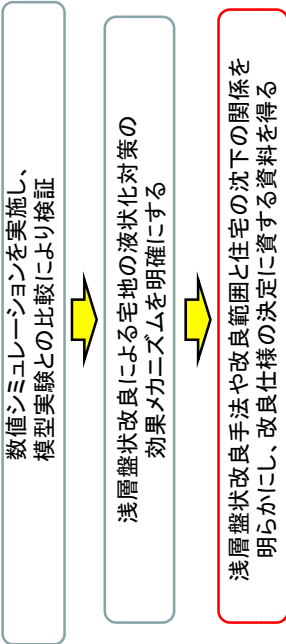 数値シミュレーションを実施し、
模型実験との比較により検証
浅層盤状改良による宅地の液状化対策の
効果メカニズムを明確にする
浅層盤状改良手法や改良範囲と住宅の沈下の関係を
明らかにし、改良仕様の決定に資する資料を得る